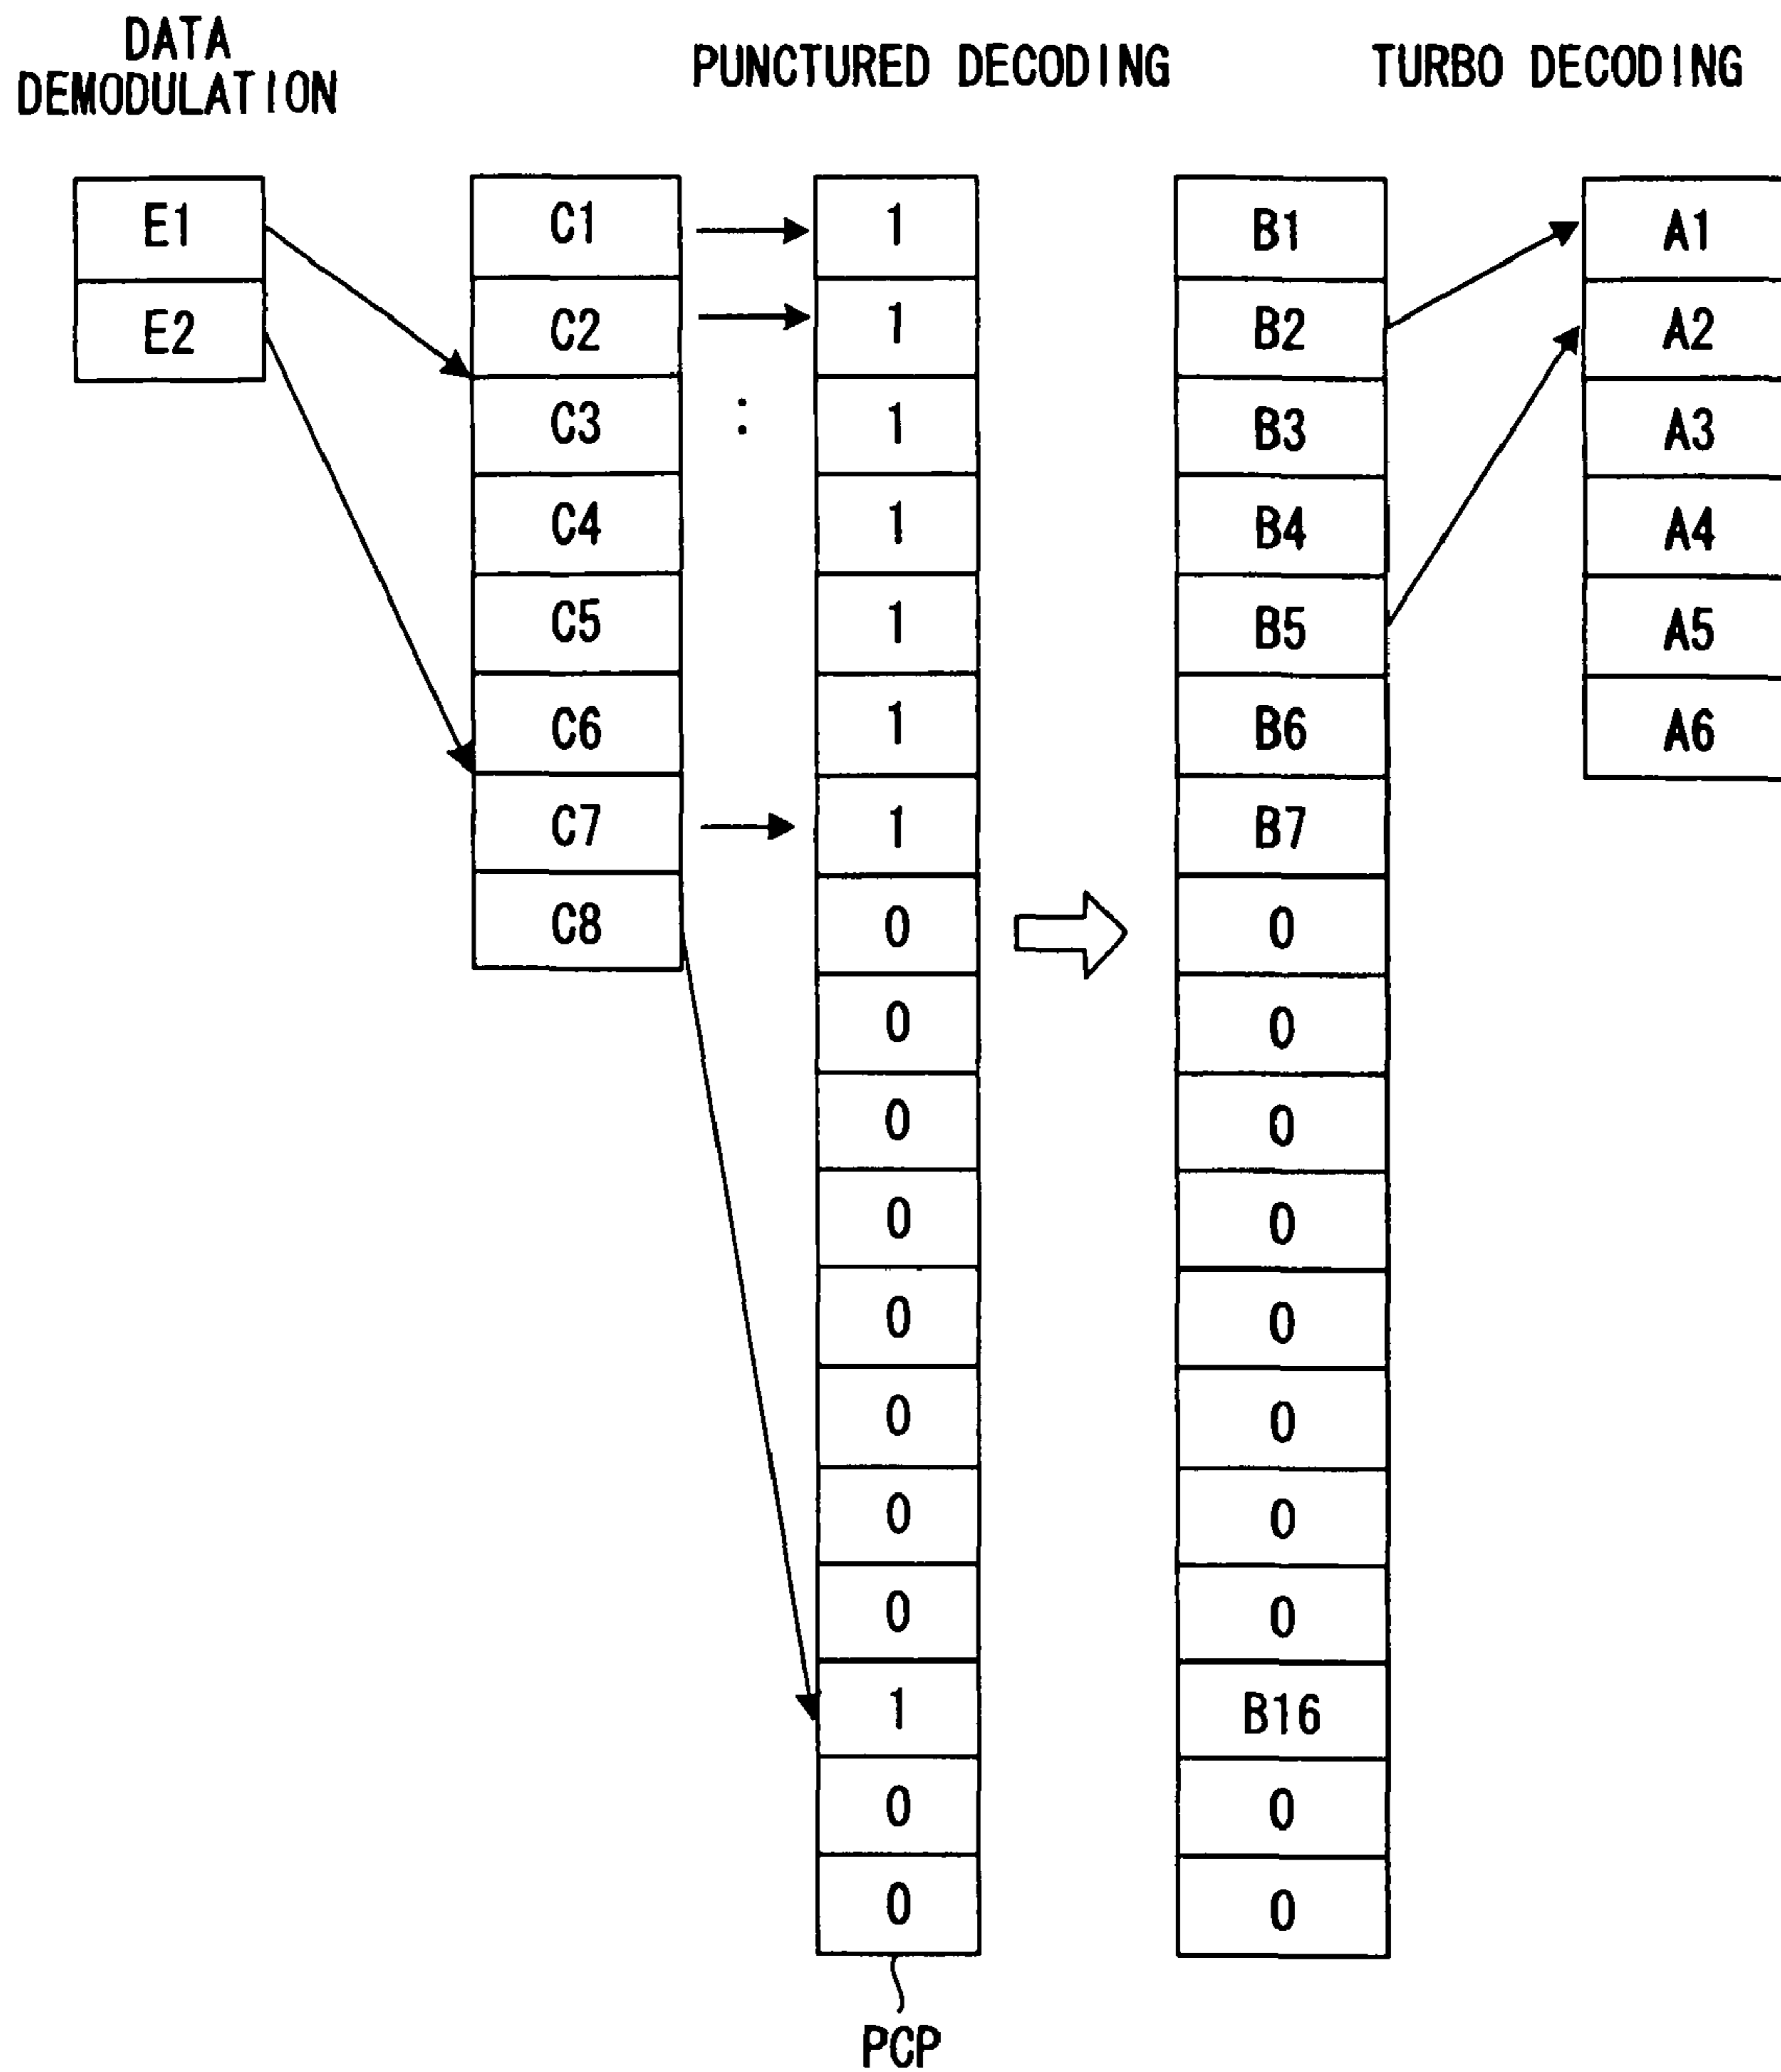 DATA
DEMODULATION
PUNCTURED DECODING
TURBO DECODING
E1 C1 1 B1 A1
E2 C2 1 B2 A2
C3 : 1 B3 A3
C4 1 B4 A4
C5 1 B5 A5
C6 1 B6 A6
C7 1 B7
C8 0 0
0 0
0 0
0 0
0 0
0 0
0 0
0 0
1 B16
0 0
0 0
PCP